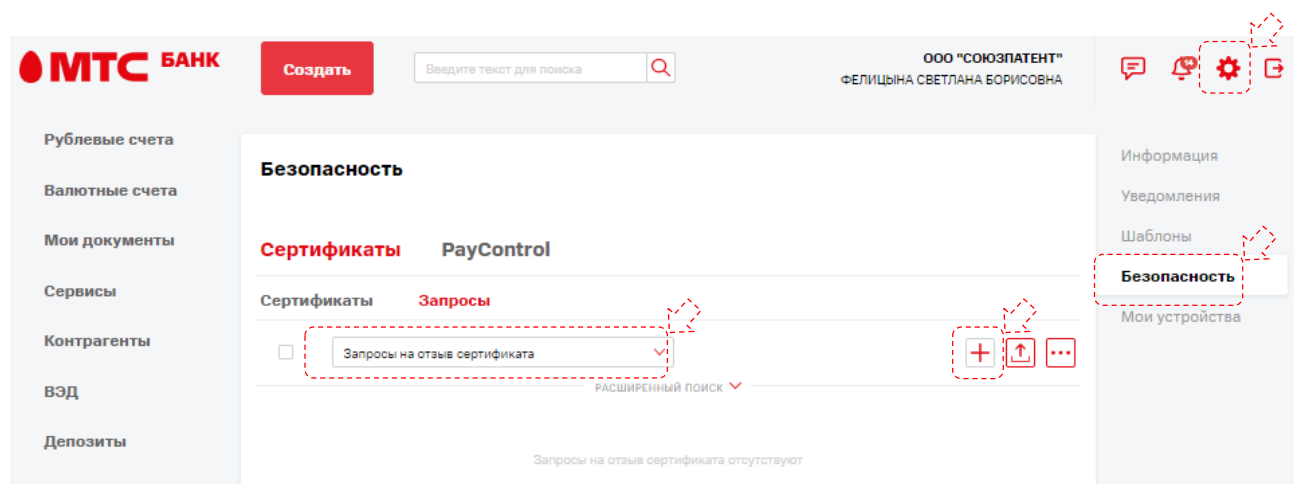 МТС БАНК
Создать
Введите текст для поиска
ООО "СОЮЗПАТЕНТ"
ФЕЛИЦЫНА СВЕТЛАНА БОРИСОВНА
Рублевые счета
Валютные счета
Мои документы
Сервисы
Контрагенты
ВЭД
Депозиты
Безопасность
Сертификаты PayControl
Сертификаты Запросы
Запросы на отзыв сертификата
РАСШИРЕННЫЙ ПОИСК
Запросы на отзыв сертификата отсутствуют
Информация
Уведомления
Шаблоны
Безопасность
Мои устройства